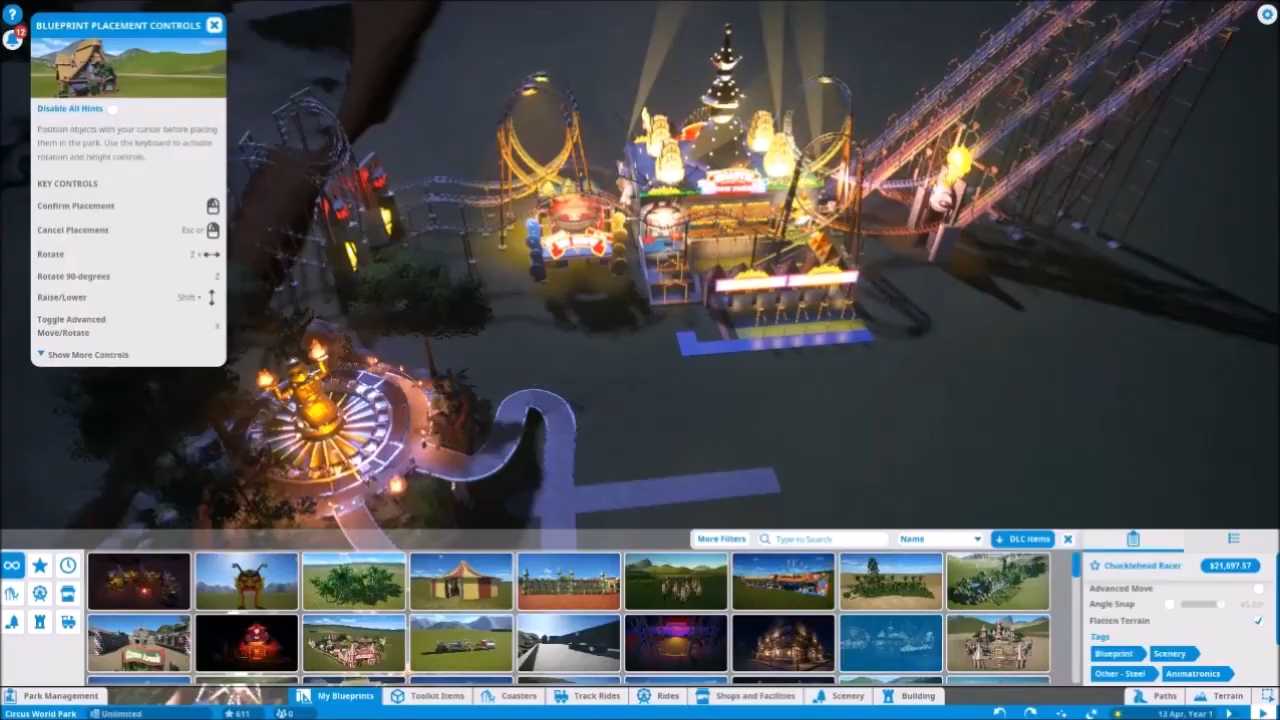 ?
12
BLUEPRINT PLACEMENT CONTROLS
Disable All Hints
Position objects with your cursor before placing
them in the park. Use the keyboard to activate
rotation and height controls.
KEY CONTROLS
Confirm Placement
Cancel Placement Esc or
Rotate Z +
Rotate 90-degrees Z
Raise/Lower Shift +
Toggle Advanced
Move/Rotate X
Show More Controls
More Filters Type to Search Name DLC Items
Chucklehead Racer $21,897.57
Advanced Move
Angle Snap 45.00°
Flatten Terrain
Tags
Blueprint Scenery
Other - Steel Animatronics
Park Management My Blueprints Toolkit Items Coasters Track Rides Rides Shops and Facilities Scenery Building Paths Terrain
Circus World Park Unlimited 611 0 13 Apr, Year 1